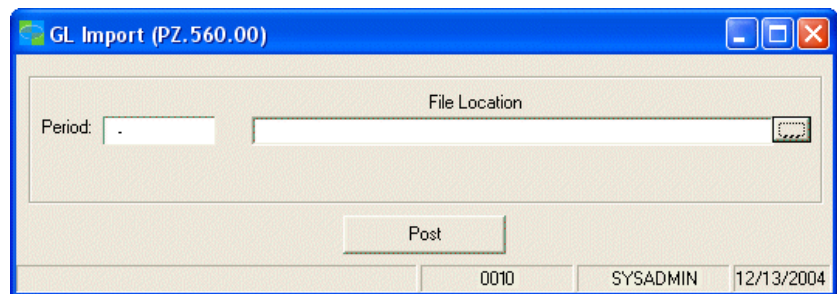 GL Import (PZ.560.00)
File Location
Period: -
...
Post
0010 SYSADMIN 12/13/2004